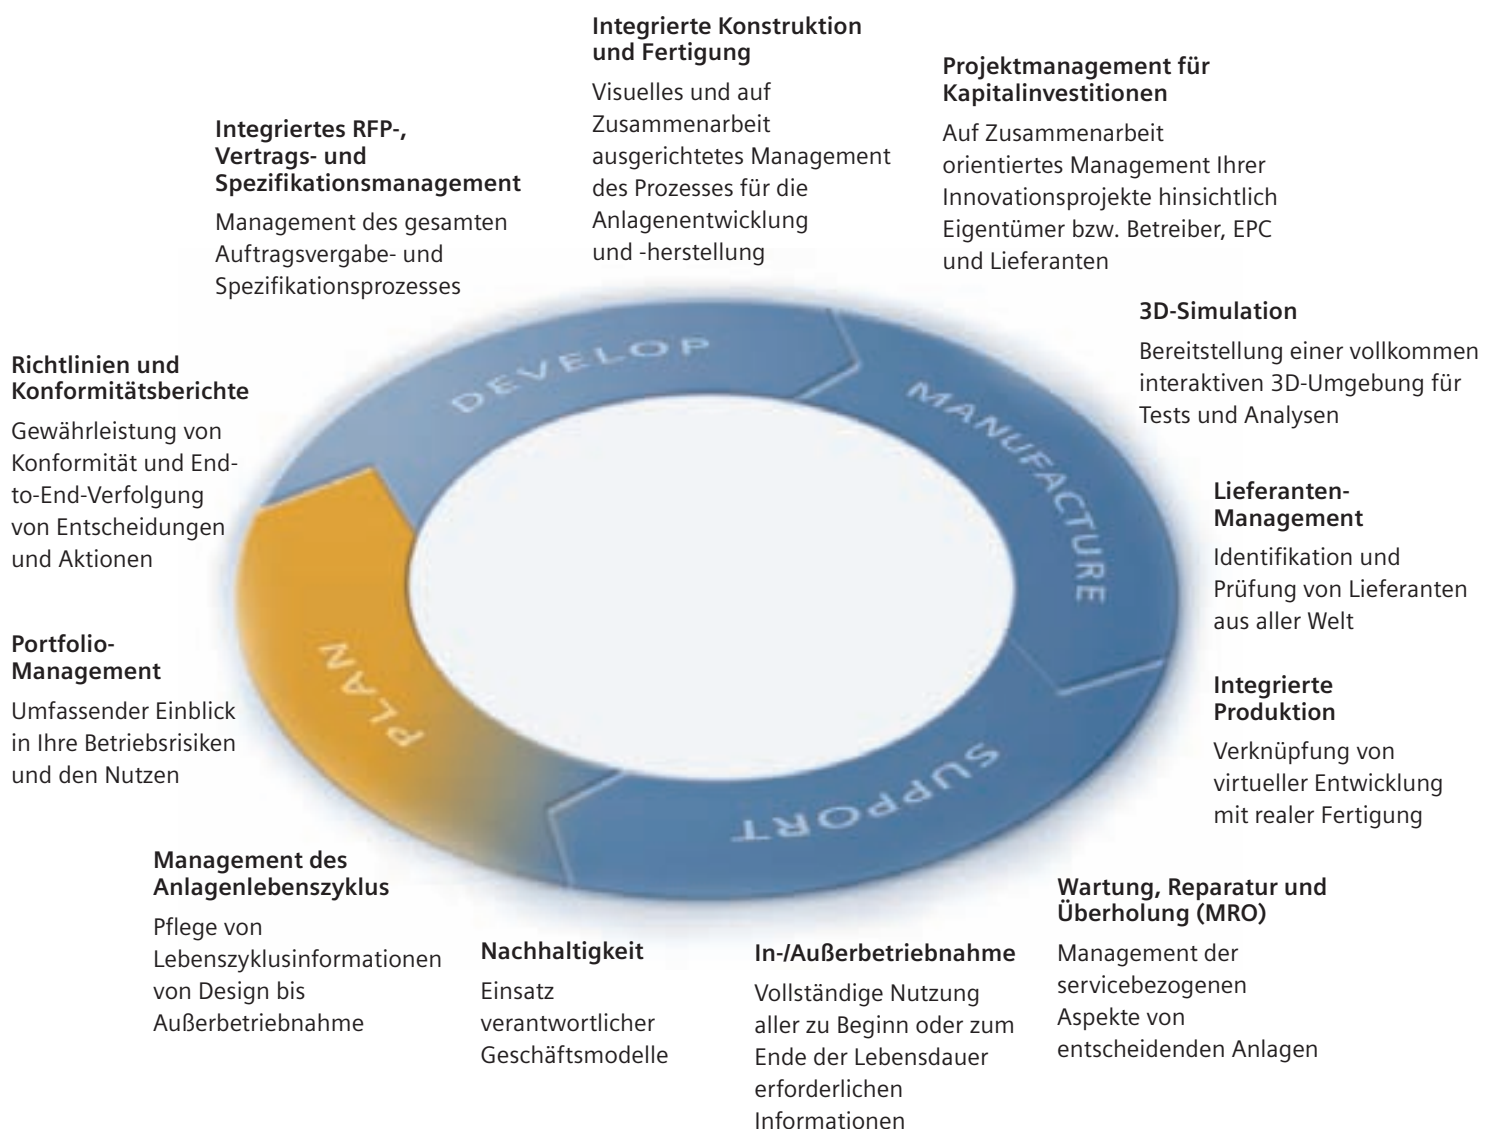 Integrierte Konstruktion
und Fertigung
Visuelles und auf
Zusammenarbeit
ausgerichtetes Management
des Prozesses für die
Anlagenentwicklung
und -herstellung
Projektmanagement für
Kapitalinvestitionen
Auf Zusammenarbeit
orientiertes Management Ihrer
Innovationsprojekte hinsichtlich
Eigentümer bzw. Betreiber, EPC
und Lieferanten
Integriertes RFP-,
Vertrags- und
Spezifikationsmanagement
Management des gesamten
Auftragsvergabe- und
Spezifikationsprozesses
3D-Simulation
Bereitstellung einer vollkommen
interaktiven 3D-Umgebung für
Tests und Analysen
Richtlinien und
Konformitätsberichte
Gewährleistung von
Konformität und End-
to-End-Verfolgung
von Entscheidungen
und Aktionen
DEVELOP
MANUFACTURE
SUPPORT
PLAN
Lieferanten-
Management
Identifikation und
Prüfung von Lieferanten
aus aller Welt
Portfolio-
Management
Umfassender Einblick
in Ihre Betriebsrisiken
und den Nutzen
Integrierte
Produktion
Verknüpfung von
virtueller Entwicklung
mit realer Fertigung
Management des
Anlagenlebenszyklus
Pflege von
Lebenszyklusinformationen
von Design bis
Außerbetriebnahme
Nachhaltigkeit
Einsatz
verantwortlicher
Geschäftsmodelle
In-/Außerbetriebnahme
Vollständige Nutzung
aller zu Beginn oder zum
Ende der Lebensdauer
erforderlichen
Informationen
Wartung, Reparatur und
Überholung (MRO)
Management der
servicebezogenen
Aspekte von
entscheidenden Anlagen